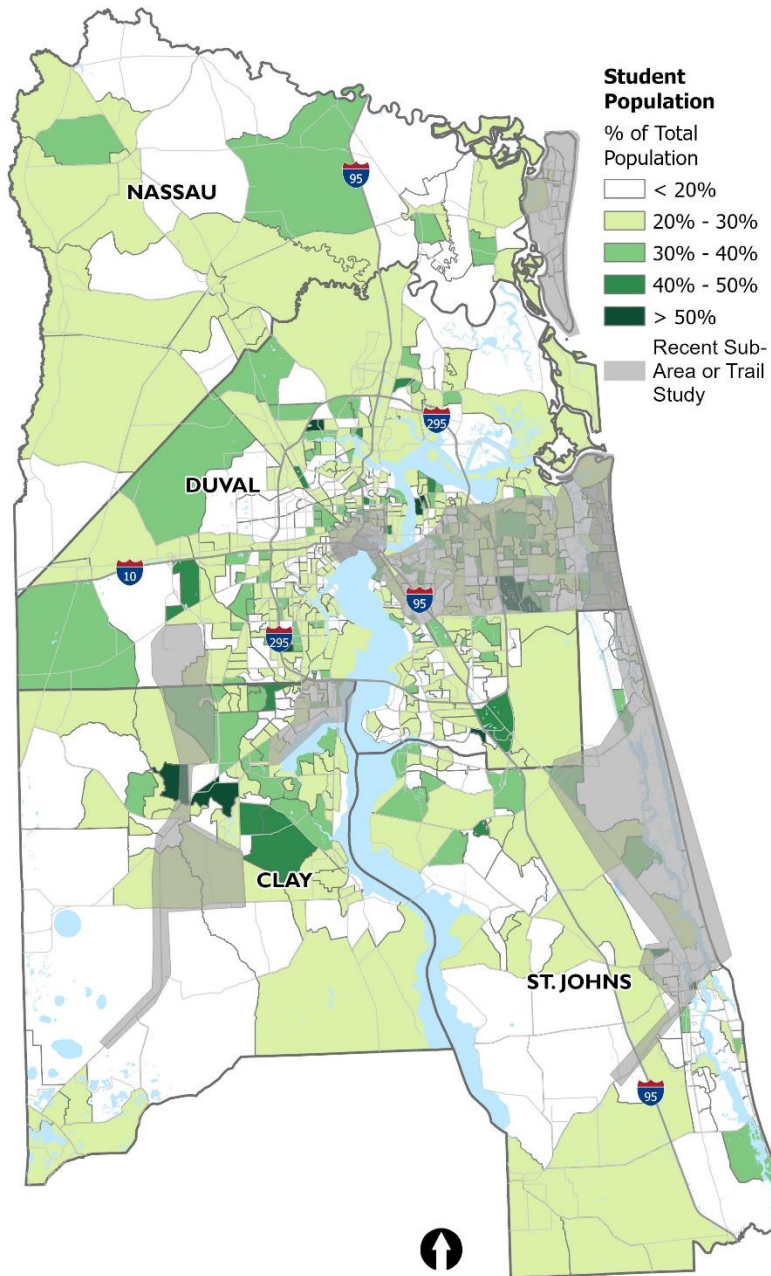 Student
Population
% of Total
Population
< 20%
20% - 30%
30% - 40%
40% - 50%
> 50%
Recent Sub-
Area or Trail
Study
NASSAU
95
295
DUVAL
10
95
295
CLAY
ST. JOHNS
95